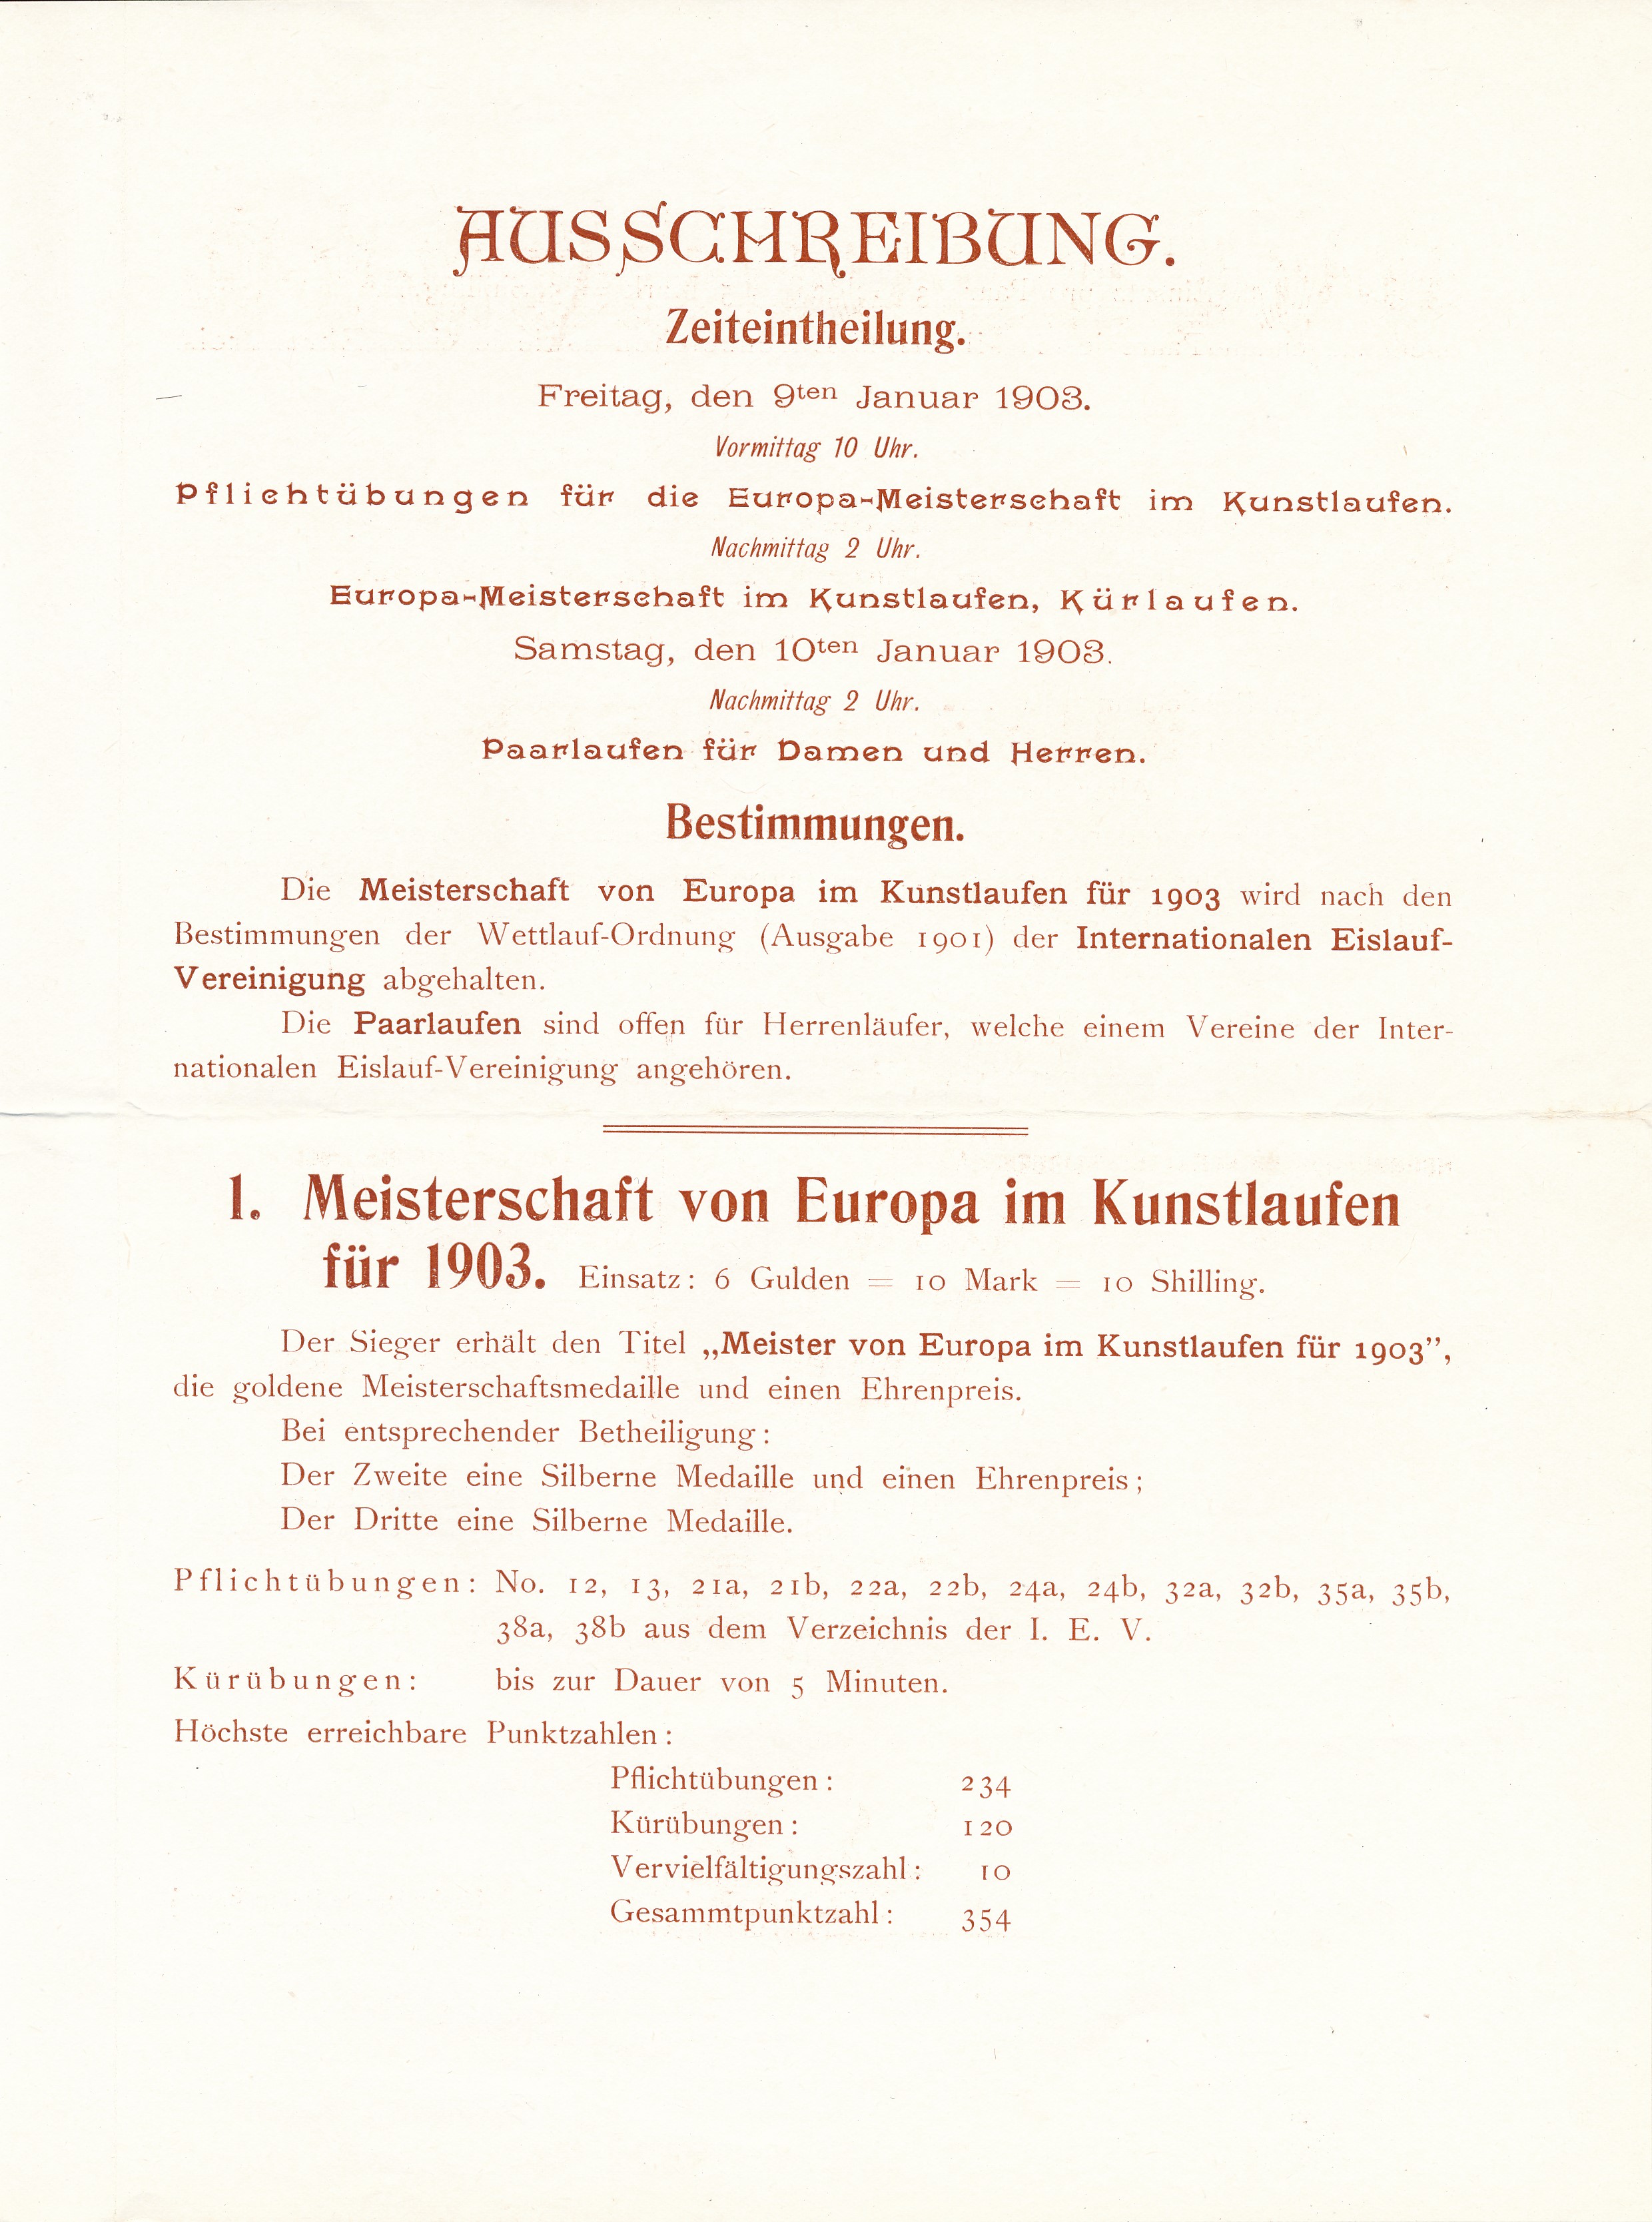 AUSSCHREIBUNG.
Zeiteintheilung.
Freitag, den 9ten Januar 1903.
Vormittag 10 Uhr.
Pflichtübungen für die Europa-Meisterschaft im Kunstlaufen.
Nachmittag 2 Uhr.
Europa-Meisterschaft im Kunstlaufen, Kürlaufen.
Samstag, den 10ten Januar 1903.
Nachmittag 2 Uhr.
Paarlaufen für Damen und Herren.
Bestimmungen.
Die Meisterschaft von Europa im Kunstlaufen für 1903 wird nach den
Bestimmungen der Wettlauf-Ordnung (Ausgabe 1901) der Internationalen Eislauf-
Vereinigung abgehalten.
Die Paarlaufen sind offen für Herrenläufer, welche einem Vereine der Inter-
nationalen Eislauf-Vereinigung angehören.
1. Meisterschaft von Europa im Kunstlaufen
für 1903. Einsatz: 6 Gulden = 10 Mark = 10 Shilling.
Der Sieger erhält den Titel „Meister von Europa im Kunstlaufen für 1903”,
die goldene Meisterschaftsmedaille und einen Ehrenpreis.
Bei entsprechender Betheiligung:
Der Zweite eine Silberne Medaille und einen Ehrenpreis;
Der Dritte eine Silberne Medaille.
Pflichtübungen: No. 12, 13, 21a, 21b, 22a, 22b, 24a, 24b, 32a, 32b, 35a, 35b,
38a, 38b aus dem Verzeichnis der I. E. V.
Kürübungen: bis zur Dauer von 5 Minuten.
Höchste erreichbare Punktzahlen:
Pflichtübungen: 234
Kürübungen: 120
Vervielfältigungszahl: 10
Gesammtpunktzahl: 354